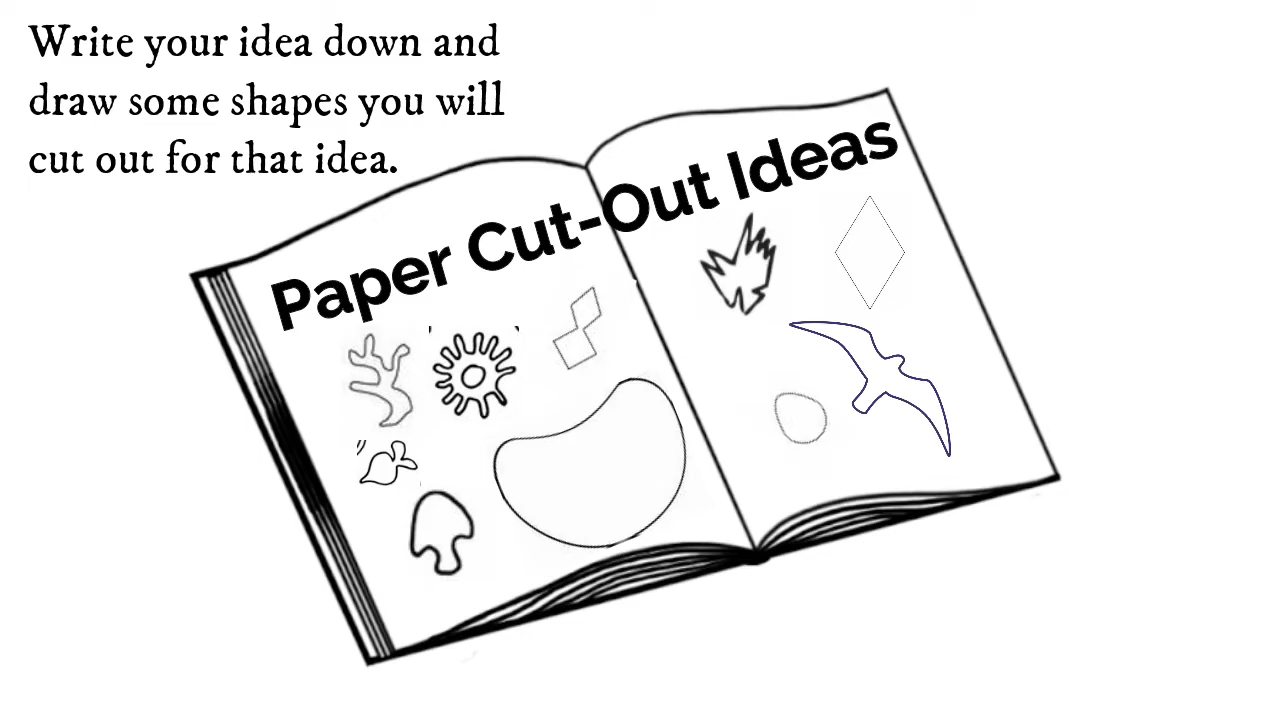 Write your idea down and
draw some shapes you will
cut out for that idea.
Paper Cut-Out Ideas